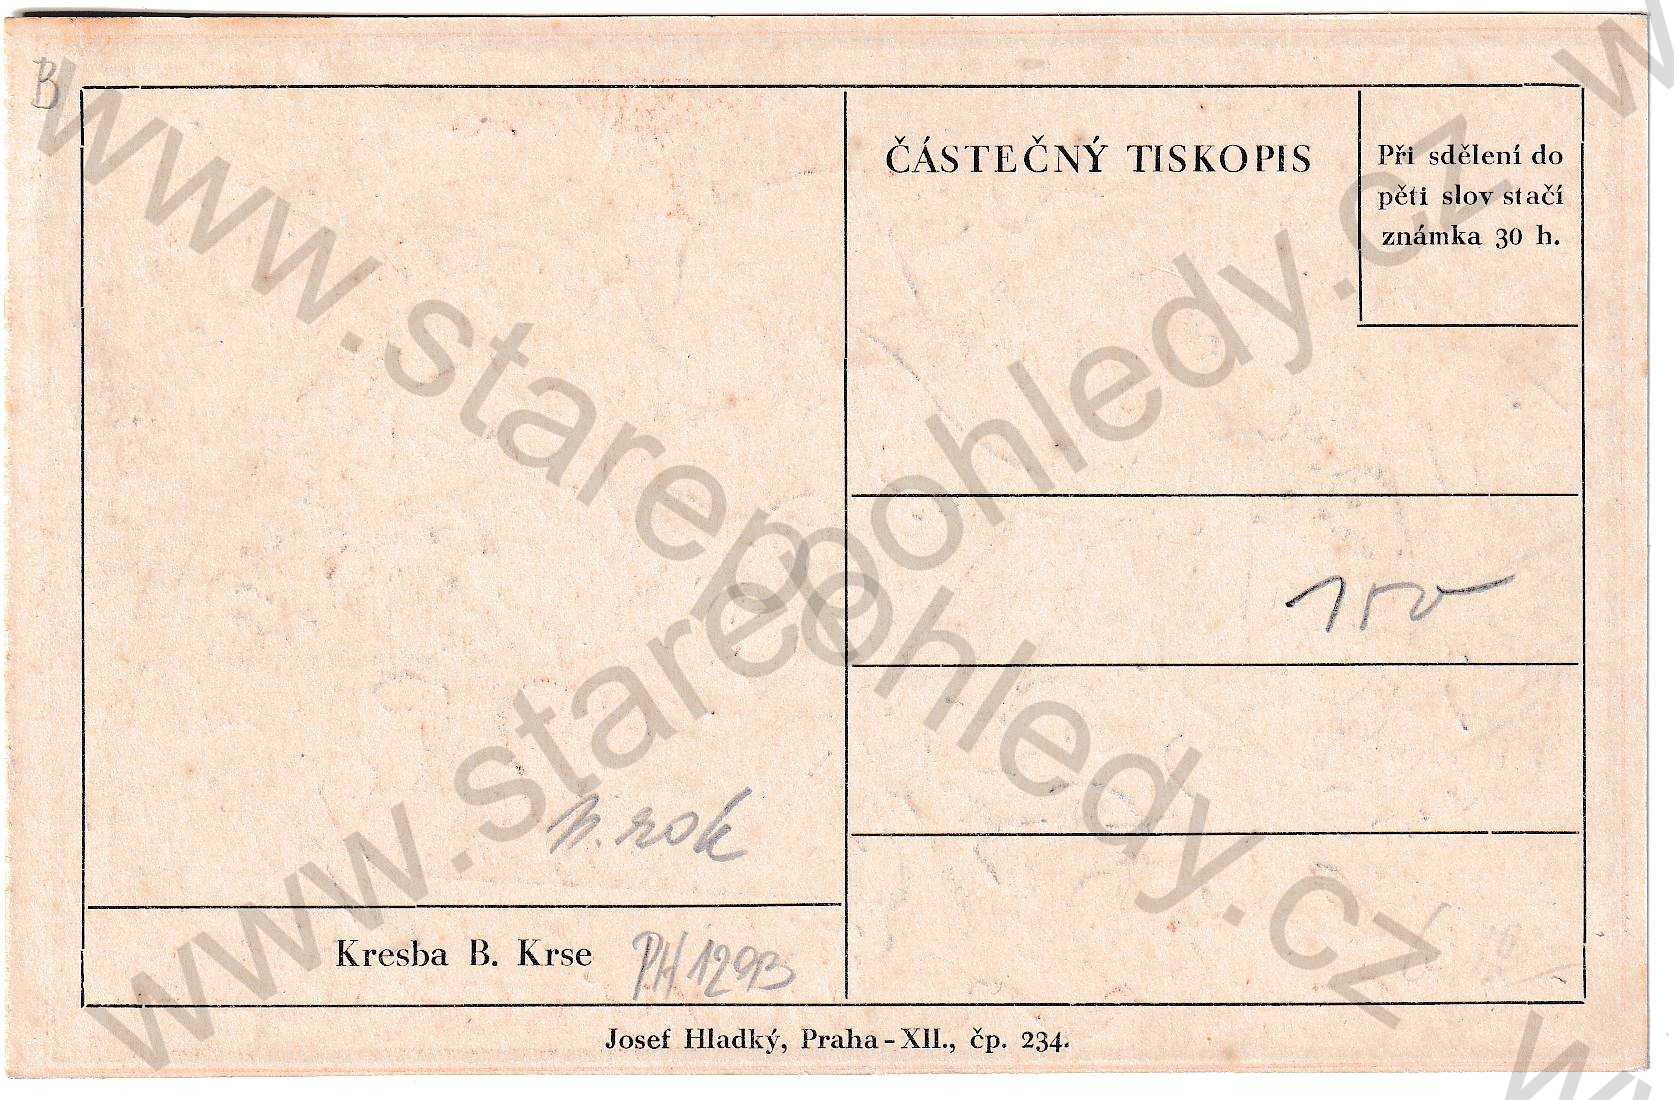 B
ČÁSTEČNÝ TISKOPIS
Při sdělení do
pěti slov stačí
známka 30 h.
150
n. rok
Kresba B. Krse
PH 1293
Josef Hladký, Praha-XII., čp. 234.
www.starepohledy.cz
www.starepohledy.cz